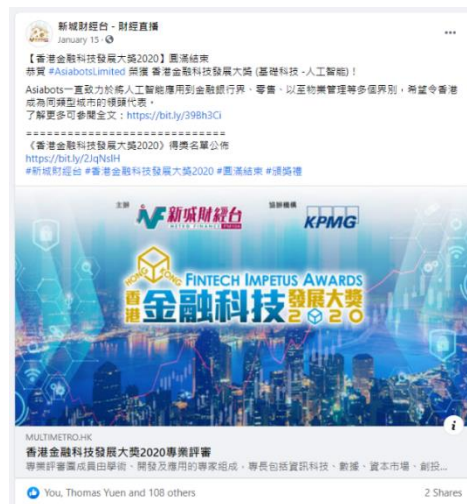 新城財經台 - 財經直播
January 15
【香港金融科技發展大獎2020】圓滿結束
恭賀 #AsiabotsLimited 榮獲 香港金融科技發展大獎 (基礎科技 -人工智能)！
Asiabots一直致力於將人工智能應用到金融銀行界、零售、以至物業管理等多個界別，希望令香港
成為同類型城市的領頭代表。
了解更多可參閱全文：https://bit.ly/39Bh3Ci
============================
《香港金融科技發展大獎2020》得獎名單公佈
https://bit.ly/2JqNslH
#新城財經台 #香港金融科技發展大獎2020 #圓滿結束 #頒獎禮
主辦
新城財經台
METRO FINANCE FM104
協辦機構
KPMG
HONG KONG
FINTECH IMPETUS AWARDS
香港金融科技發展大獎
2020
MULTIMETRO.HK
香港金融科技發展大獎2020專業評審
專業評審團成員由學術、開發及應用的專家組成，專長包括資訊科技、數據、資本市場、創投...
You, Thomas Yuen and 108 others
2 Shares